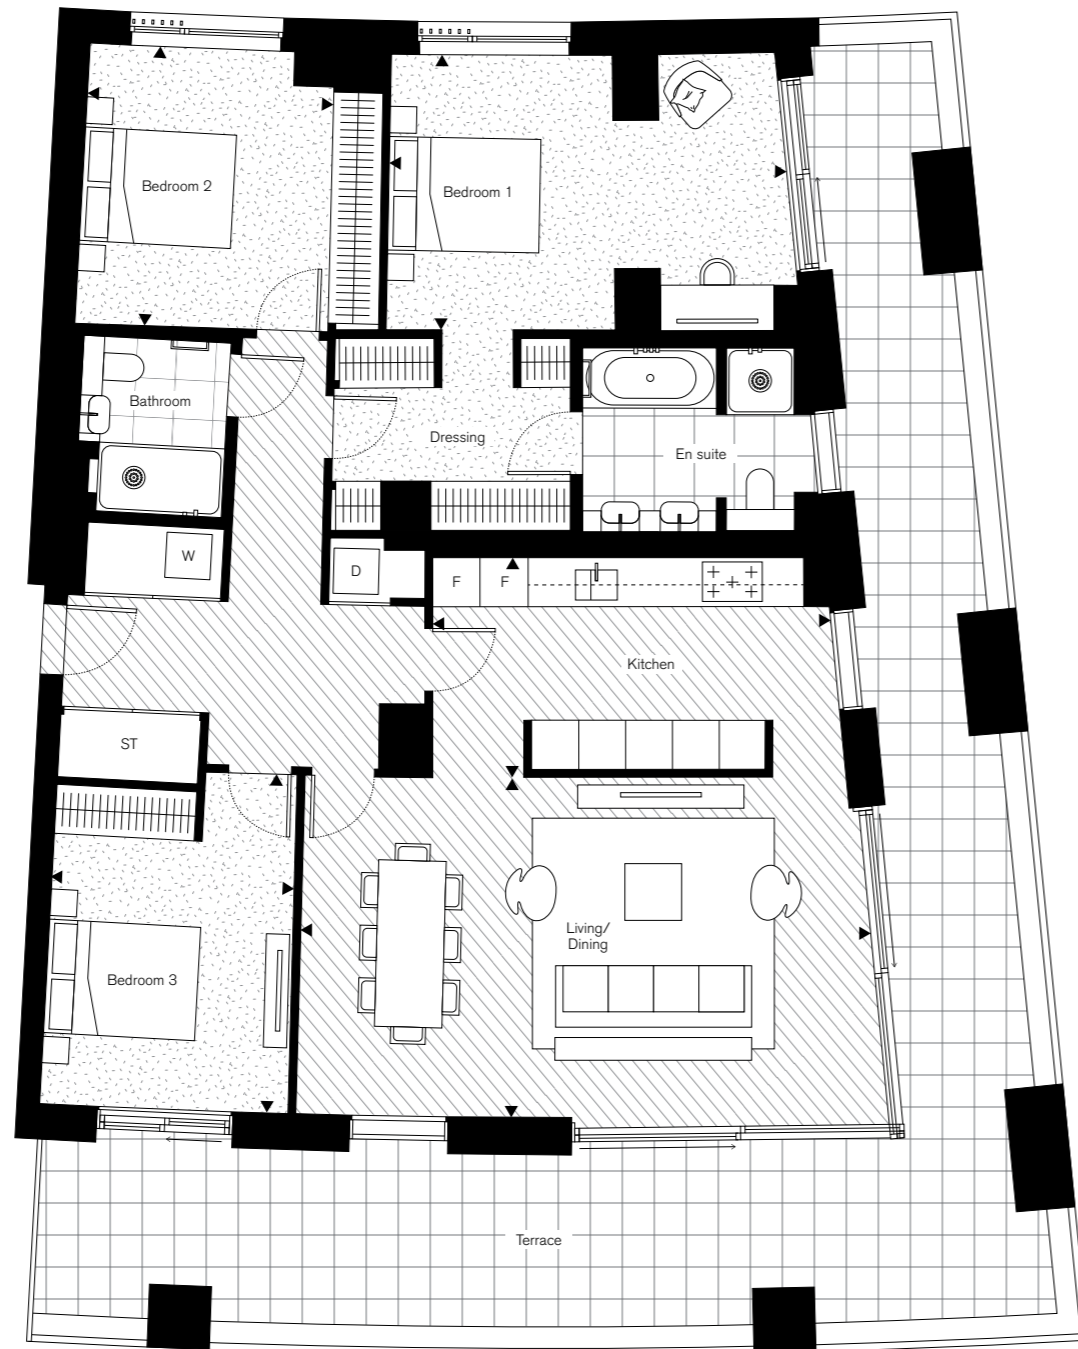 Bedroom 2
Bedroom 1
Bathroom
Dressing
En suite
W
D
F
F
Kitchen
ST
Living/
Dining
Bedroom 3
Terrace